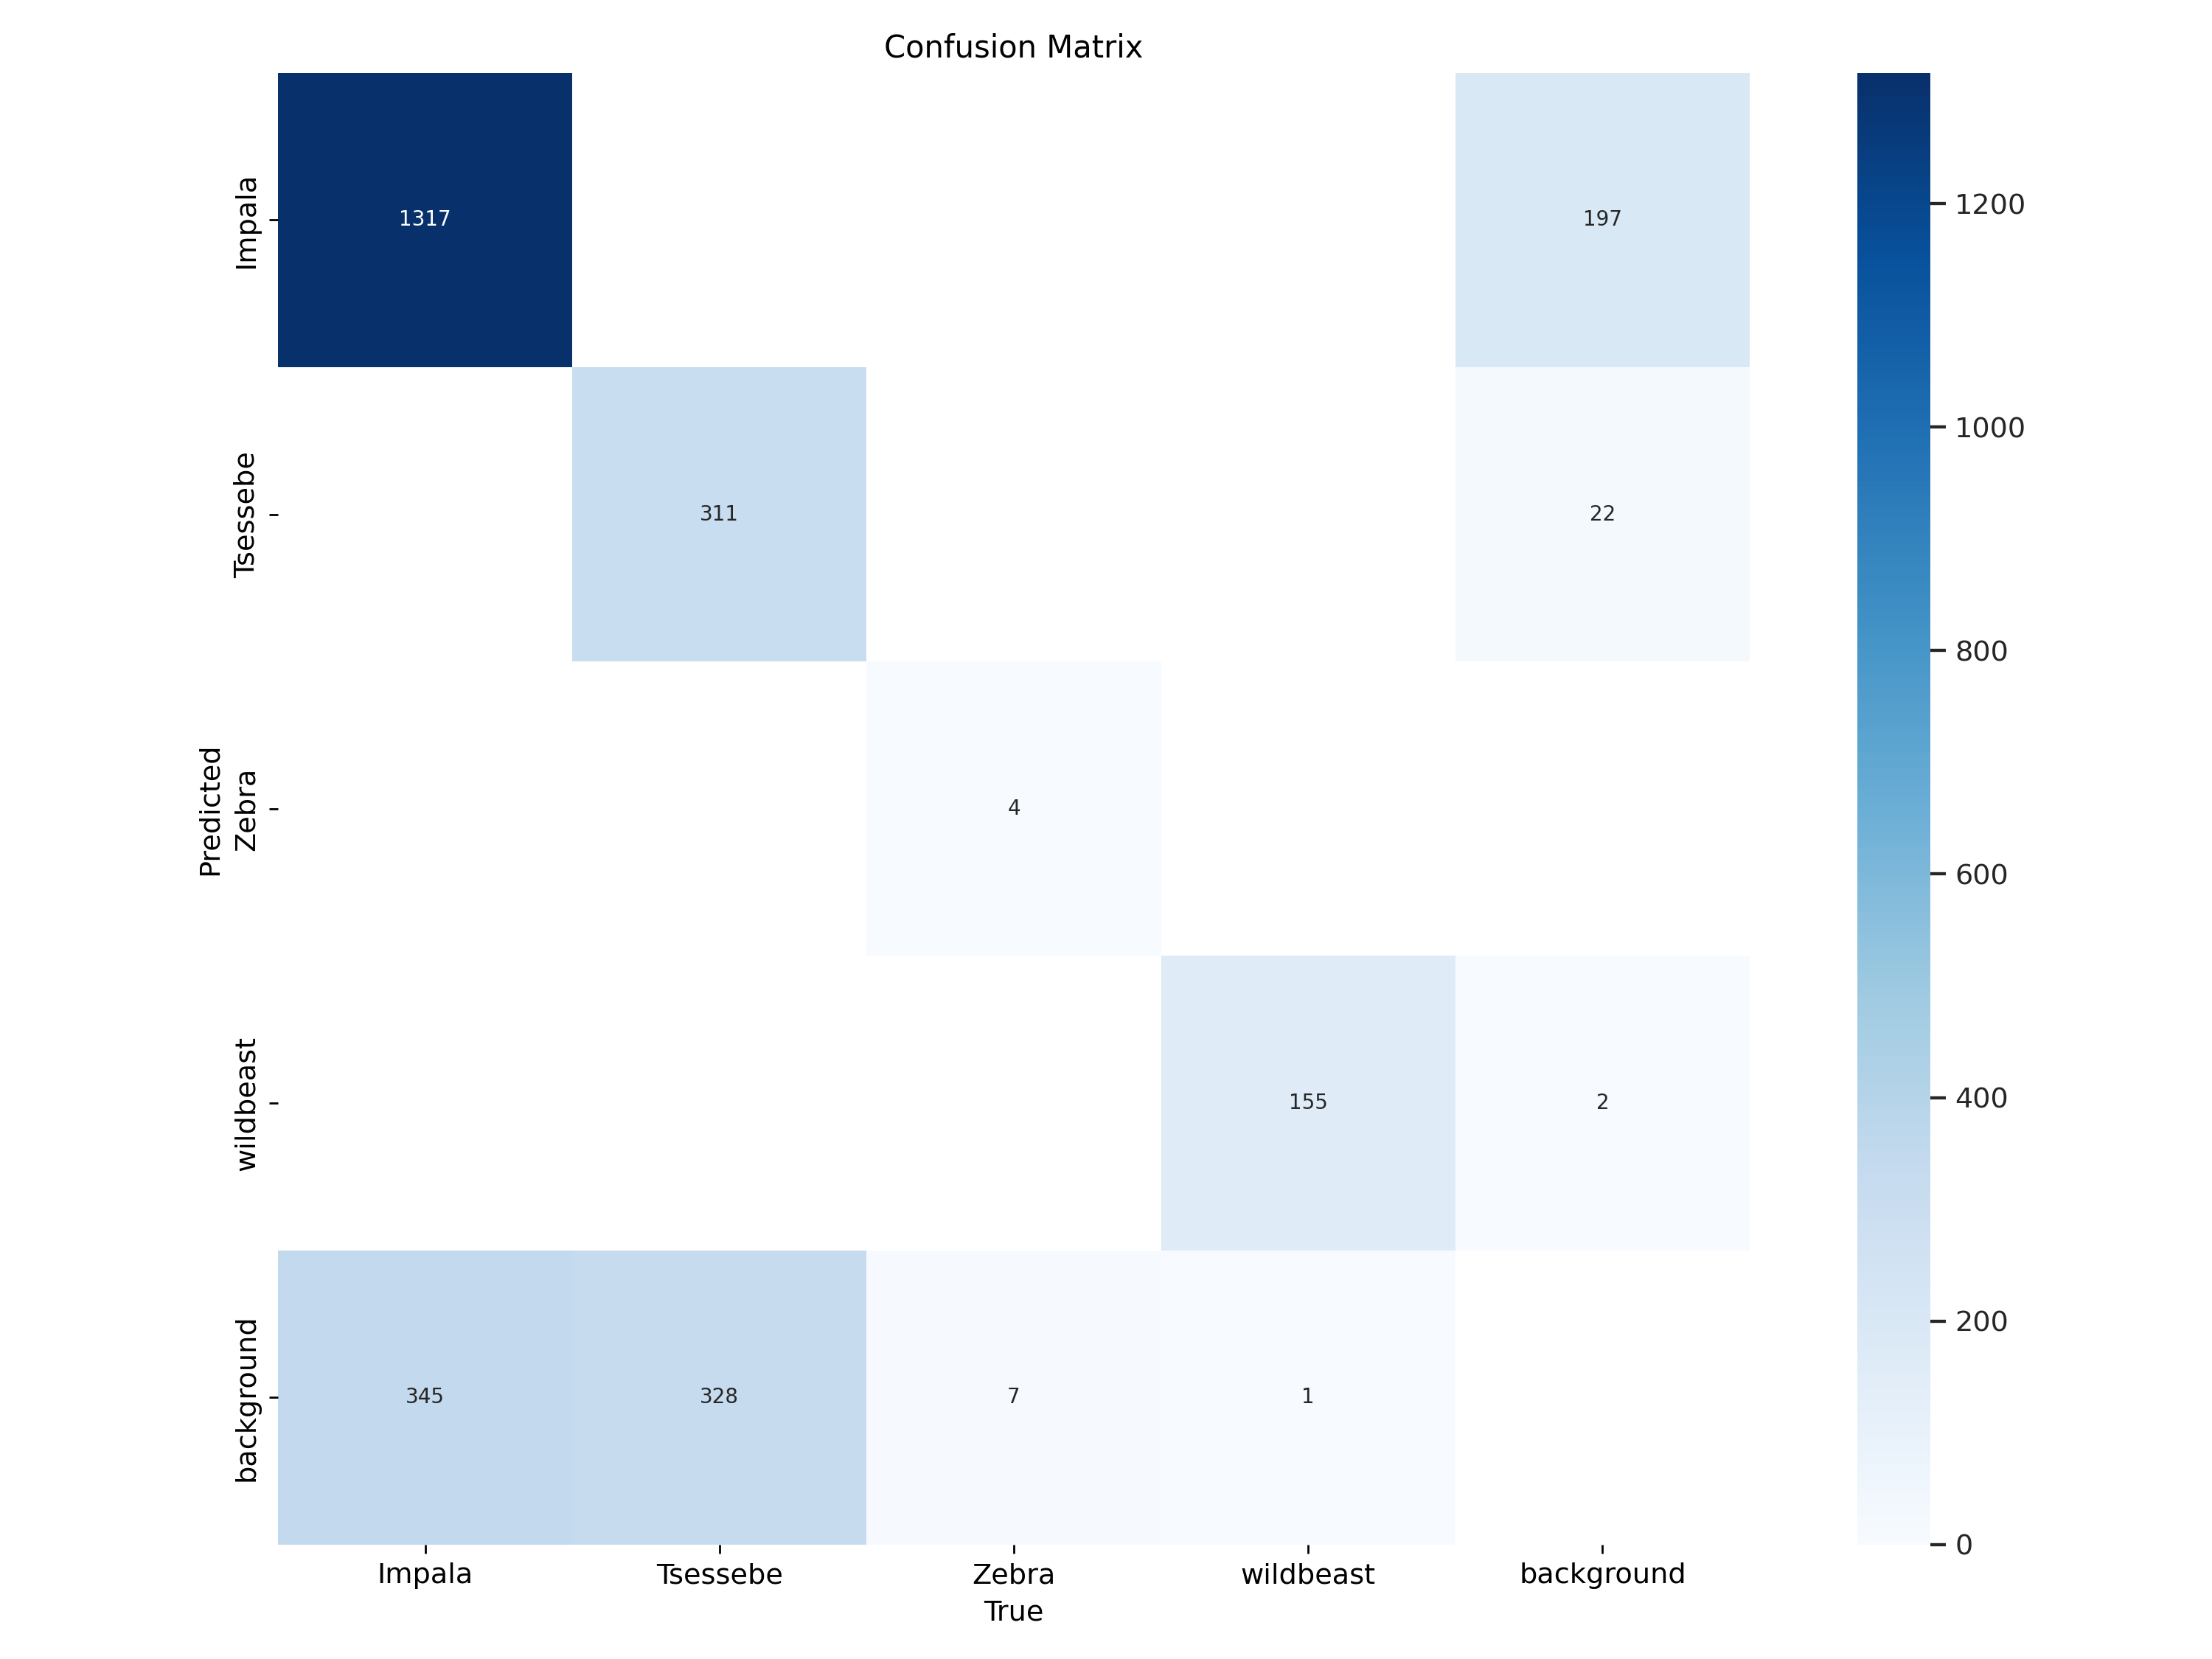 Confusion Matrix
Impala
1317
197
1200
1000
Tsessebe
311
22
800
Predicted
Zebra
4
600
wildbeast
155
2
400
200
background
345
328
7
1
0
Impala
Tsessebe
Zebra
wildbeast
background
True